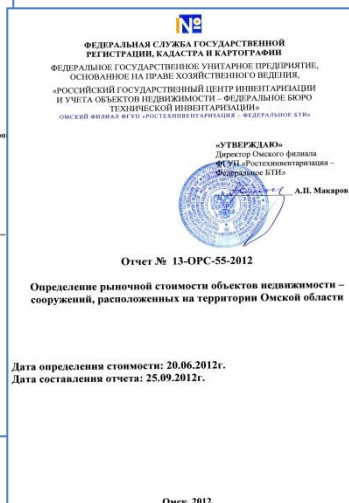 №
ФЕДЕРАЛЬНАЯ СЛУЖБА ГОСУДАРСТВЕННОЙ
РЕГИСТРАЦИИ, КАДАСТРА И КАРТОГРАФИИ
ФЕДЕРАЛЬНОЕ ГОСУДАРСТВЕННОЕ УНИТАРНОЕ ПРЕДПРИЯТИЕ,
ОСНОВАННОЕ НА ПРАВЕ ХОЗЯЙСТВЕННОГО ВЕДЕНИЯ,
«РОССИЙСКИЙ ГОСУДАРСТВЕННЫЙ ЦЕНТР ИНВЕНТАРИЗАЦИИ
И УЧЕТА ОБЪЕКТОВ НЕДВИЖИМОСТИ – ФЕДЕРАЛЬНОЕ БЮРО
ТЕХНИЧЕСКОЙ ИНВЕНТАРИЗАЦИИ»
ОМСКИЙ ФИЛИАЛ ФГУП «РОСТЕХИНВЕНТАРИЗАЦИЯ – ФЕДЕРАЛЬНОЕ БТИ»
«УТВЕРЖДАЮ»
Директор Омского филиала
ФГУП «Ростехинвентаризация –
Федеральное БТИ»
А.П. Макаров
Отчет № 13-ОРС-55-2012
Определение рыночной стоимости объектов недвижимости –
сооружений, расположенных на территории Омской области
Дата определения стоимости: 20.06.2012г.
Дата составления отчета: 25.09.2012г.
Омск, 2012